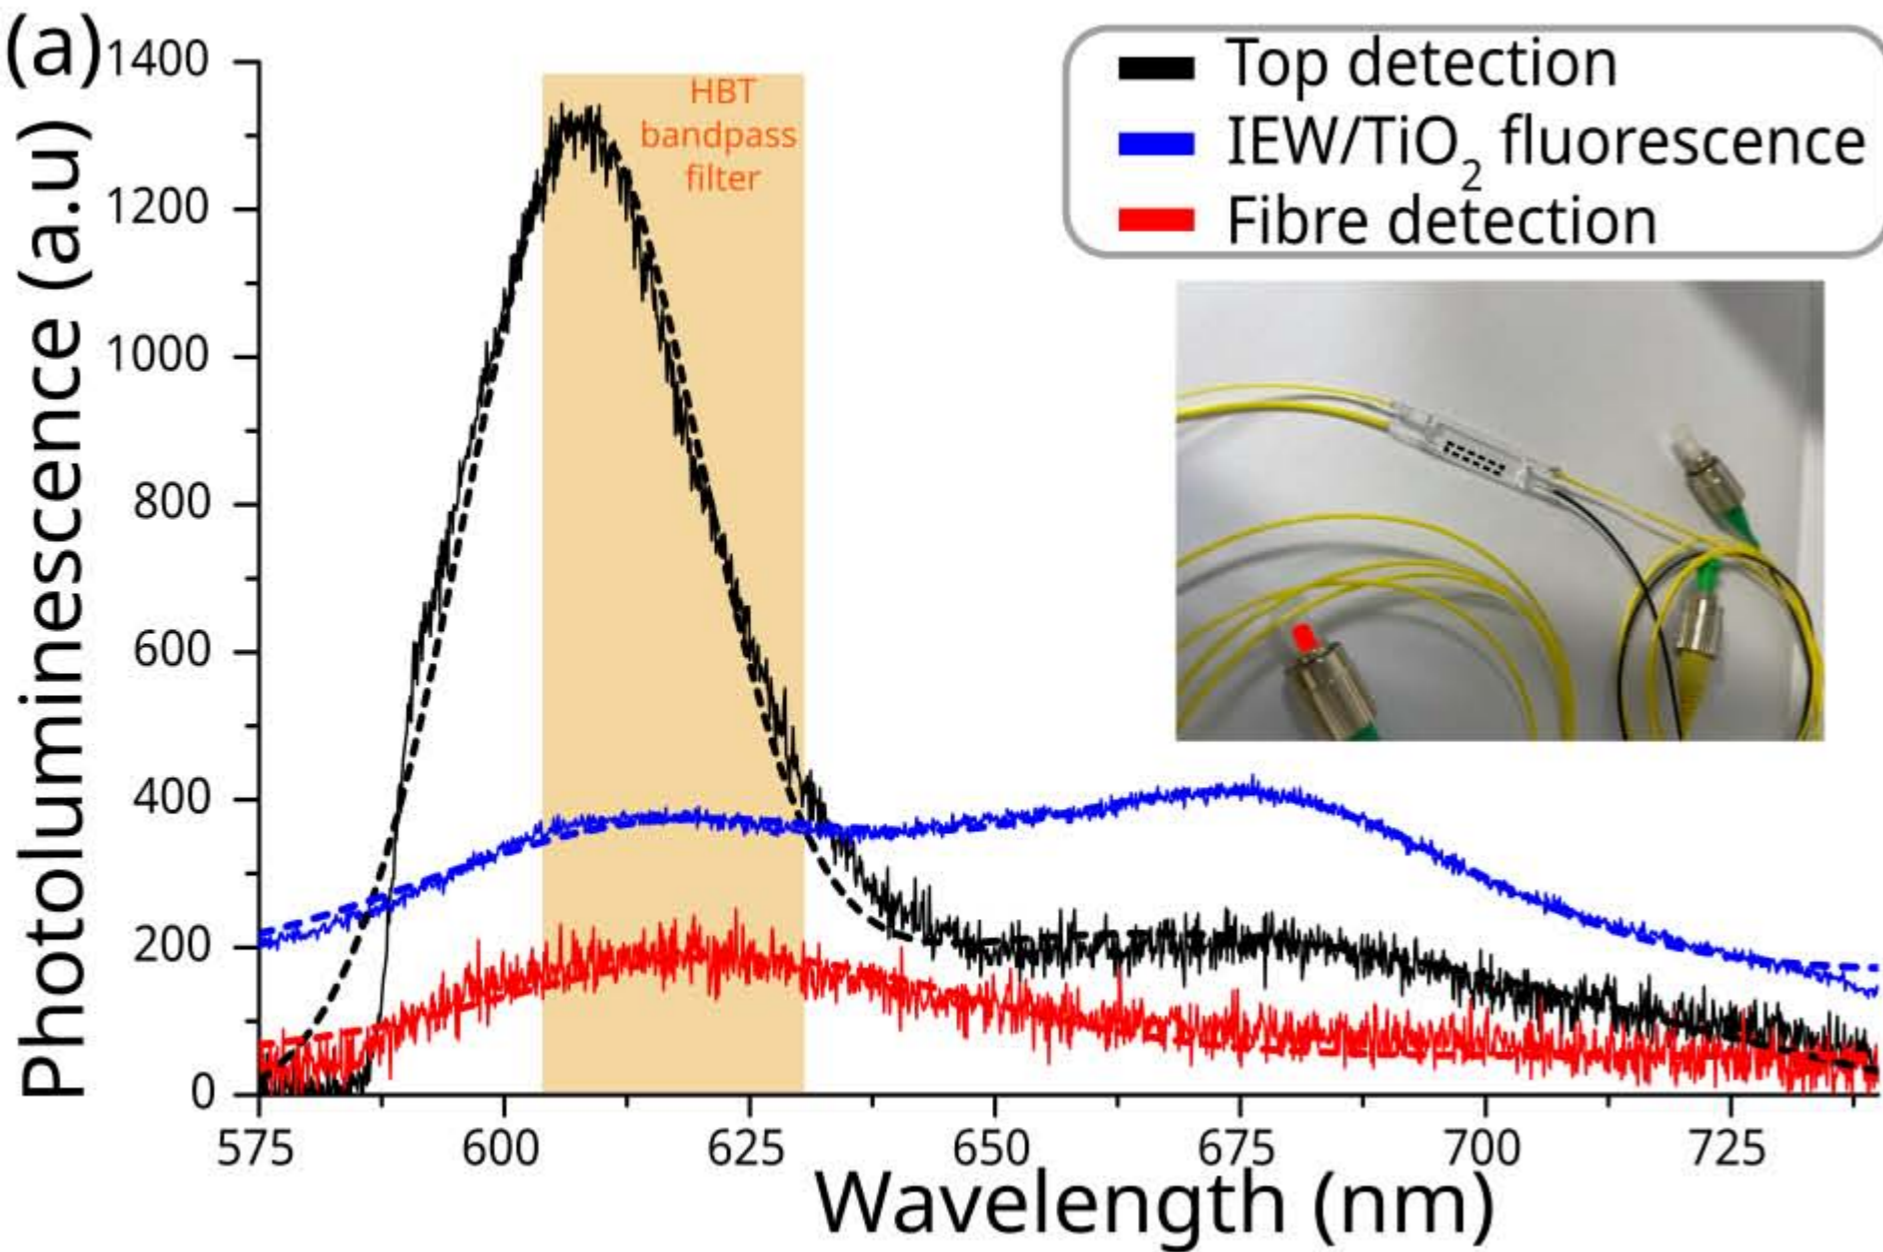 (a)
1400
1200
1000
800
600
400
200
0
Photoluminescence (a.u)
HBT
bandpass
filter
Top detection
IEW/TiO₂ fluorescence
Fibre detection
575 600 625 650 675 700 725
Wavelength (nm)